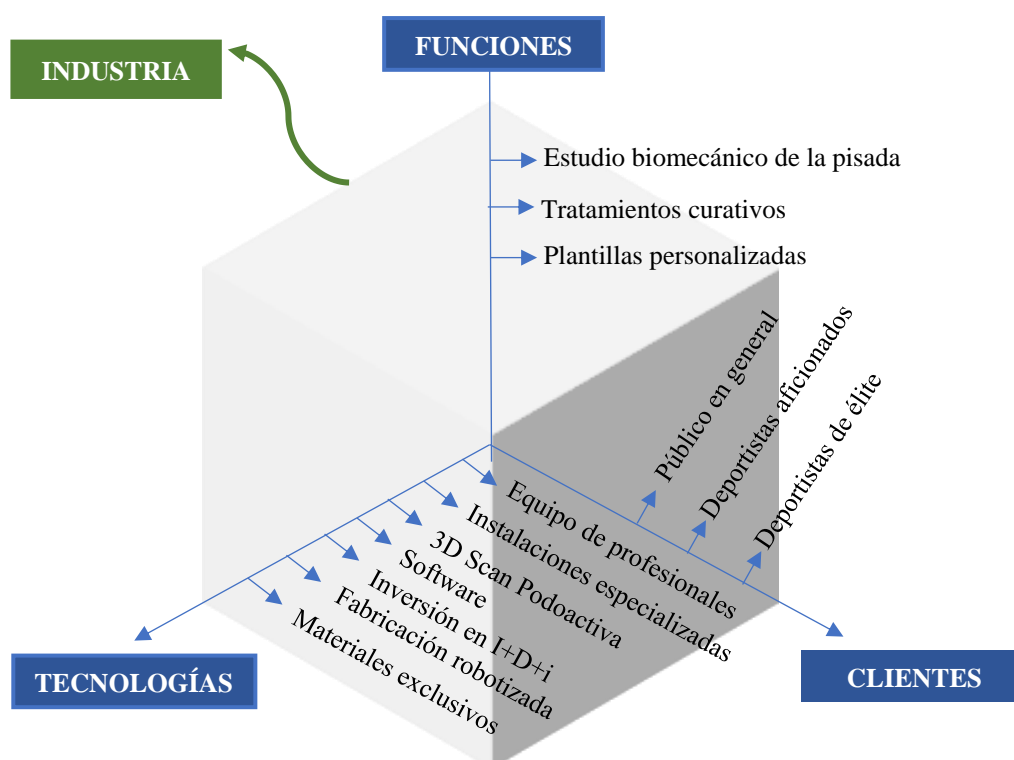 FUNCIONES
INDUSTRIA
Estudio biomecánico de la pisada
Tratamientos curativos
Plantillas personalizadas
Público en general
Deportistas aficionados
Deportistas de élite
Equipo de profesionales
Instalaciones especializadas
3D Scan Podoactiva
Software
Inversión en I+D+i
Fabricación robotizada
Materiales exclusivos
TECNOLOGÍAS
CLIENTES